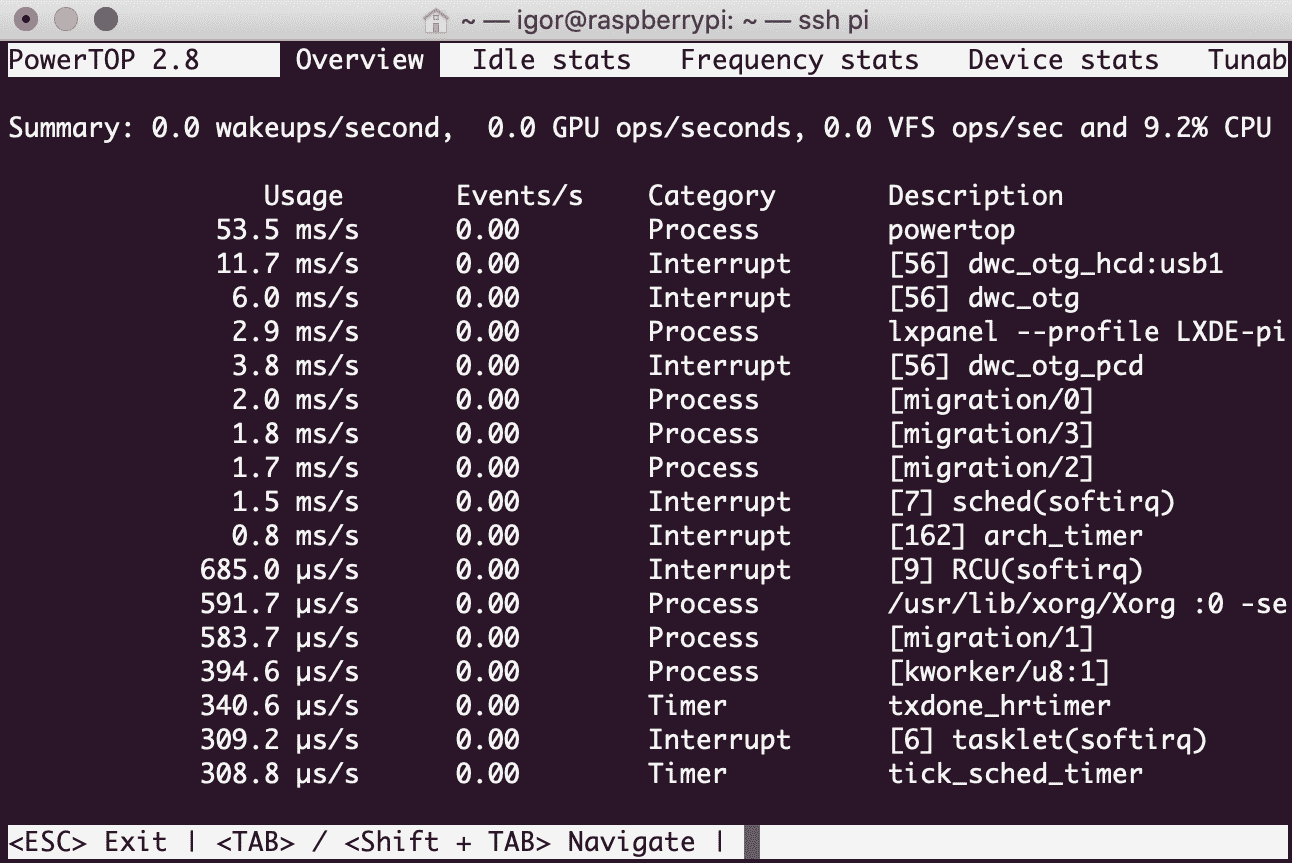 ~ — igor@raspberrypi: ~ — ssh pi
PowerTOP 2.8 Overview Idle stats Frequency stats Device stats Tunab
Summary: 0.0 wakeups/second, 0.0 GPU ops/seconds, 0.0 VFS ops/sec and 9.2% CPU
Usage Events/s Category Description
53.5 ms/s 0.00 Process powertop
11.7 ms/s 0.00 Interrupt [56] dwc_otg_hcd:usb1
6.0 ms/s 0.00 Interrupt [56] dwc_otg
2.9 ms/s 0.00 Process lxpanel --profile LXDE-pi
3.8 ms/s 0.00 Interrupt [56] dwc_otg_pcd
2.0 ms/s 0.00 Process [migration/0]
1.8 ms/s 0.00 Process [migration/3]
1.7 ms/s 0.00 Process [migration/2]
1.5 ms/s 0.00 Interrupt [7] sched(softirq)
0.8 ms/s 0.00 Interrupt [162] arch_timer
685.0 µs/s 0.00 Interrupt [9] RCU(softirq)
591.7 µs/s 0.00 Process /usr/lib/xorg/Xorg :0 -se
583.7 µs/s 0.00 Process [migration/1]
394.6 µs/s 0.00 Process [kworker/u8:1]
340.6 µs/s 0.00 Timer txdone_hrtimer
309.2 µs/s 0.00 Interrupt [6] tasklet(softirq)
308.8 µs/s 0.00 Timer tick_sched_timer
<ESC> Exit | <TAB> / <Shift + TAB> Navigate |